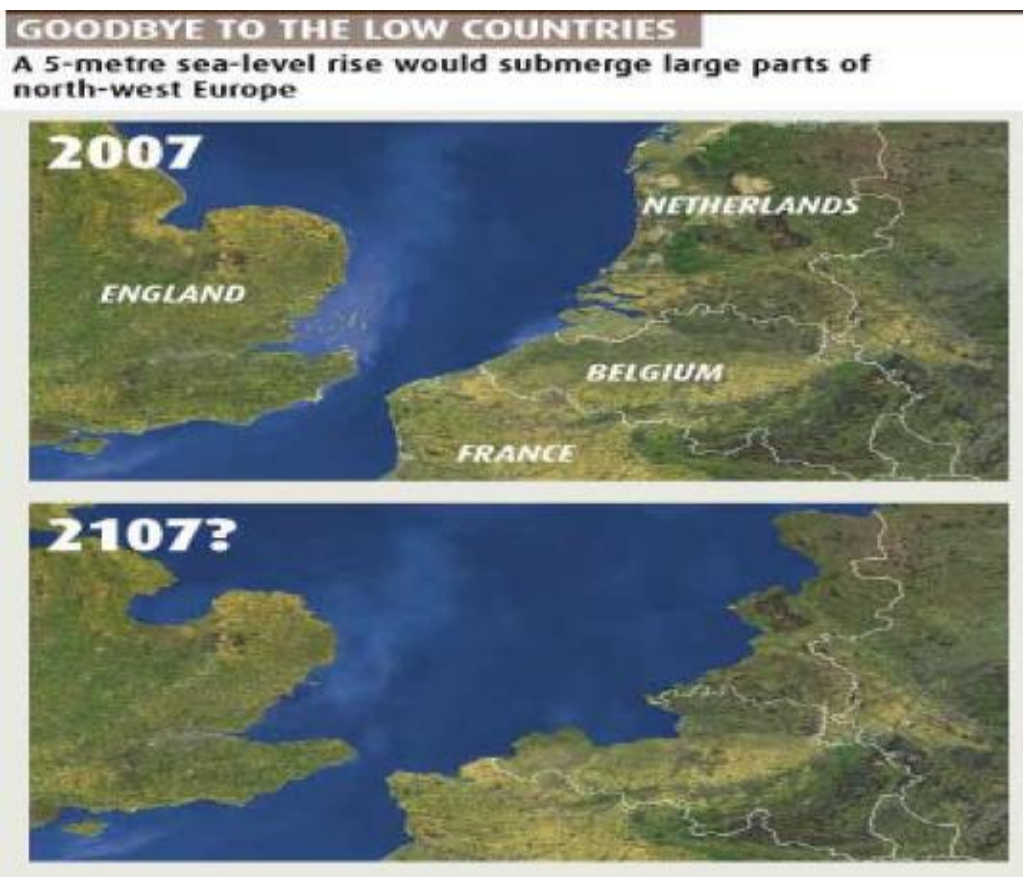 GOODBYE TO THE LOW COUNTRIES
A 5-metre sea-level rise would submerge large parts of
north-west Europe
2007
NETHERLANDS
ENGLAND
BELGIUM
FRANCE
2107?